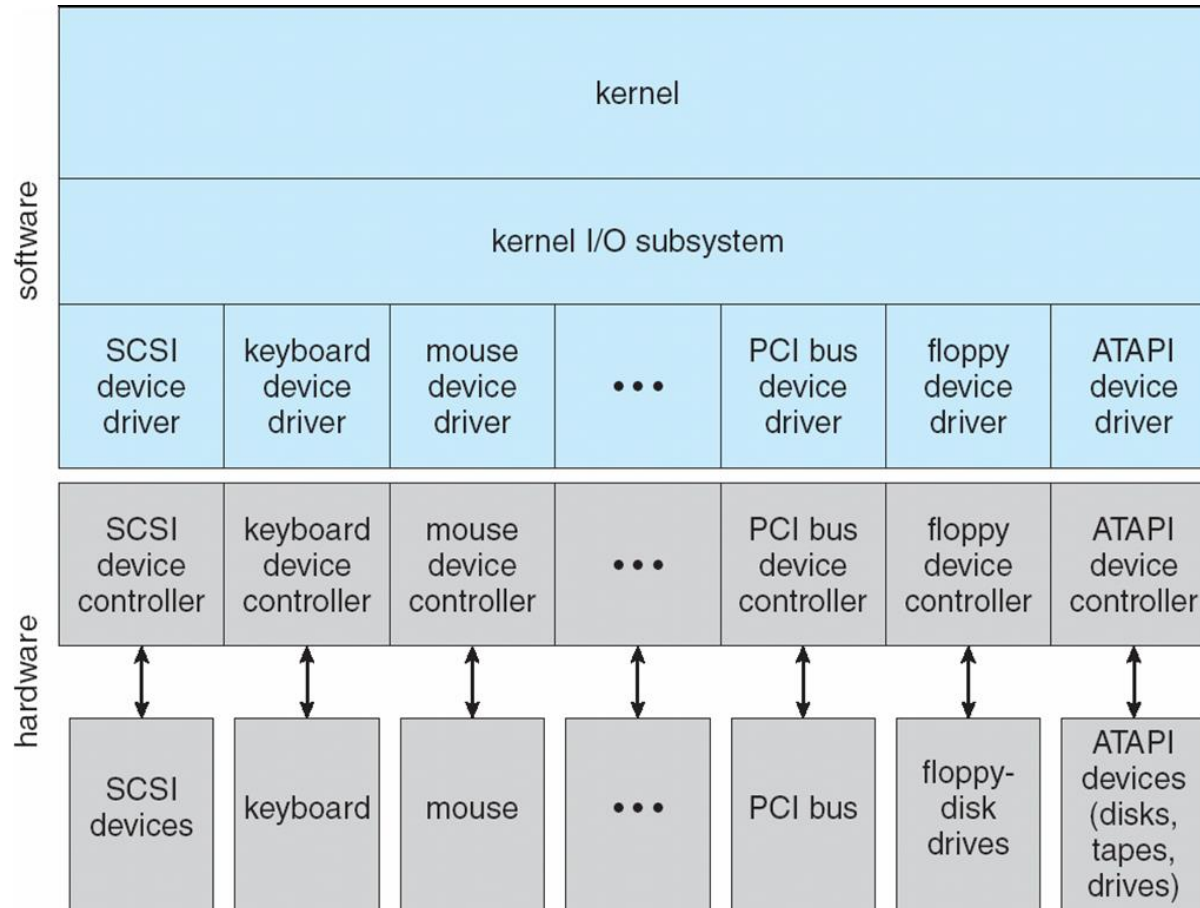 software
kernel
kernel I/O subsystem
SCSI
device
driver
keyboard
device
driver
mouse
device
driver
•••
PCI bus
device
driver
floppy
device
driver
ATAPI
device
driver
hardware
SCSI
device
controller
keyboard
device
controller
mouse
device
controller
•••
PCI bus
device
controller
floppy
device
controller
ATAPI
device
controller
SCSI
devices
keyboard
mouse
•••
PCI bus
floppy-
disk
drives
ATAPI
devices
(disks,
tapes,
drives)